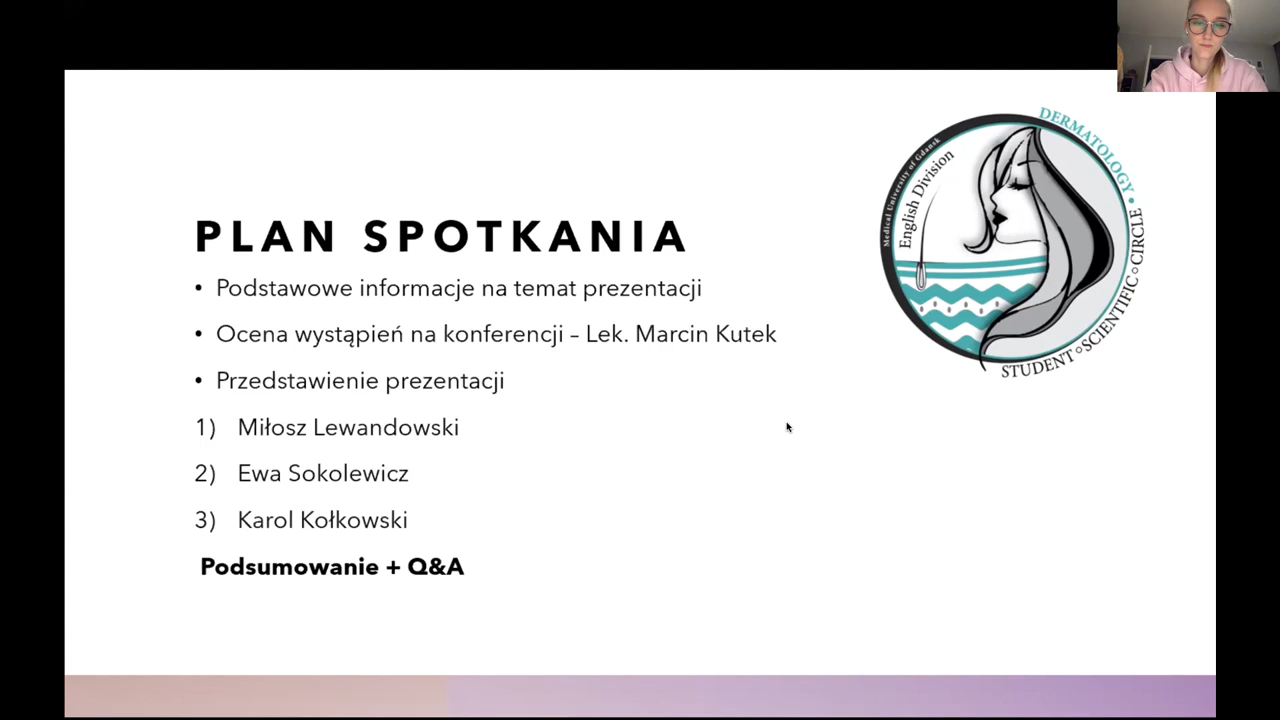 PLAN SPOTKANIA
• Podstawowe informacje na temat prezentacji
• Ocena wystąpień na konferencji – Lek. Marcin Kutek
• Przedstawienie prezentacji
1) Miłosz Lewandowski
2) Ewa Sokolewicz
3) Karol Kołkowski
Podsumowanie + Q&A
Medical University of Gdansk
English Division
DERMATOLOGY •
STUDENT∘SCIENTIFIC∘CIRCLE